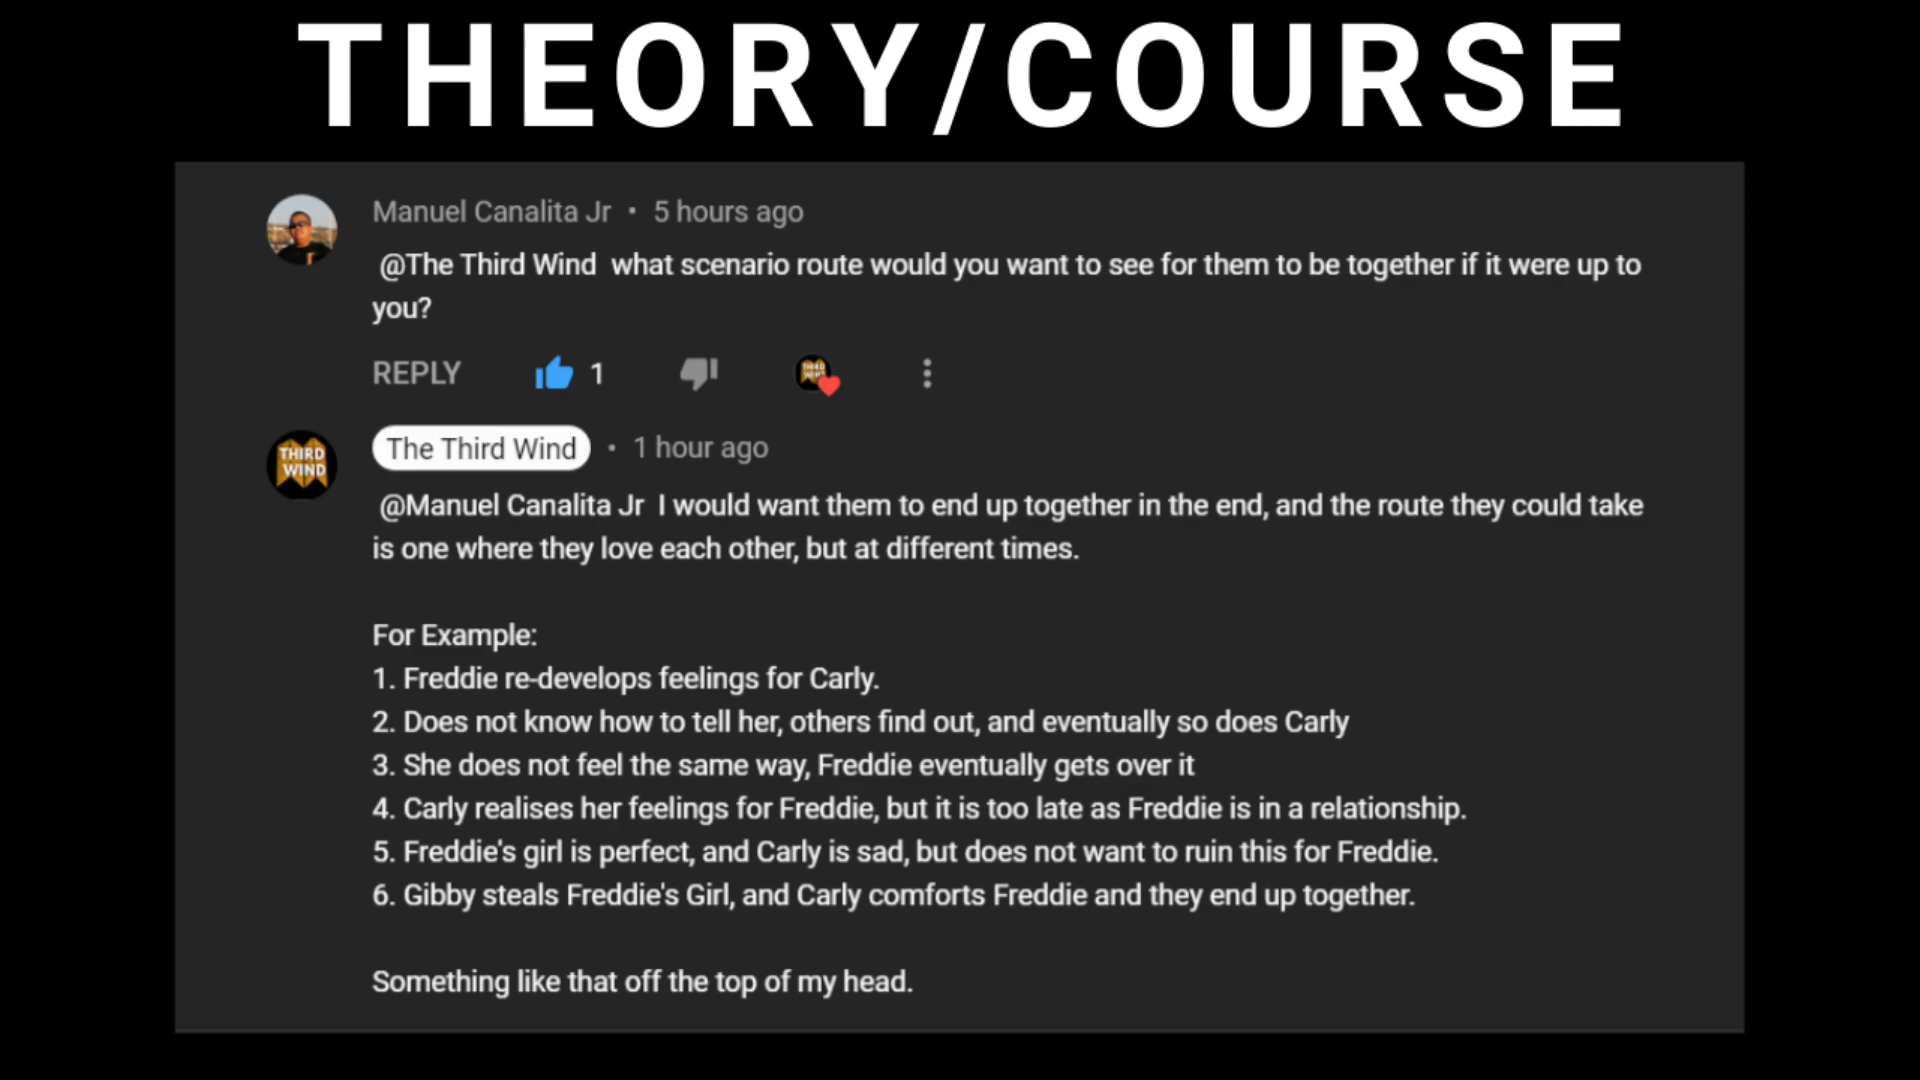 THEORY/COURSE
Manuel Canalita Jr • 5 hours ago
@The Third Wind what scenario route would you want to see for them to be together if it were up to
you?
REPLY 1
THIRD WIND
The Third Wind • 1 hour ago
THIRD
WIND
@Manuel Canalita Jr I would want them to end up together in the end, and the route they could take
is one where they love each other, but at different times.
For Example:
1. Freddie re-develops feelings for Carly.
2. Does not know how to tell her, others find out, and eventually so does Carly
3. She does not feel the same way, Freddie eventually gets over it
4. Carly realises her feelings for Freddie, but it is too late as Freddie is in a relationship.
5. Freddie's girl is perfect, and Carly is sad, but does not want to ruin this for Freddie.
6. Gibby steals Freddie's Girl, and Carly comforts Freddie and they end up together.
Something like that off the top of my head.